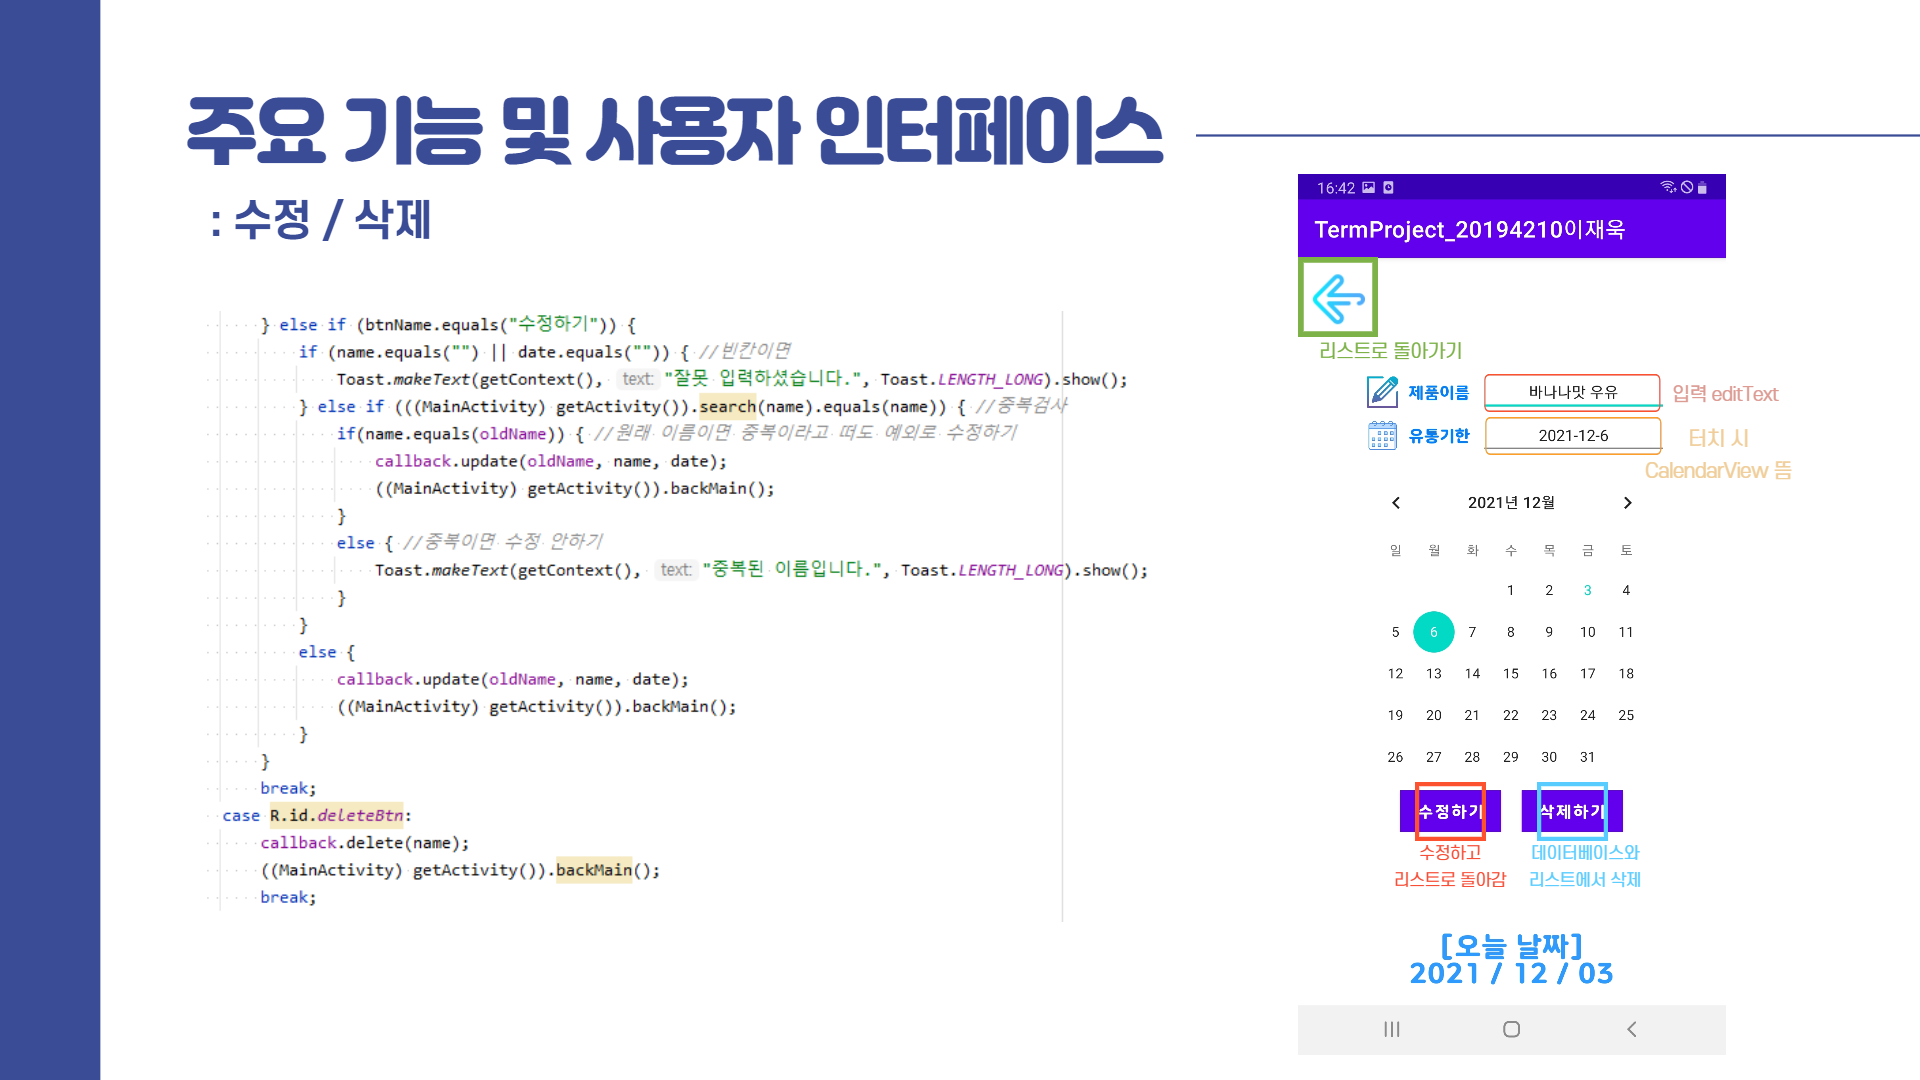 주요 기능 및 사용자 인터페이스
: 수정 / 삭제
} else if (btnName.equals("수정하기")) {
if (name.equals("") || date.equals("")) { //빈칸이면
Toast.makeText(getContext(), text: "잘못 입력하셨습니다.", Toast.LENGTH_LONG).show();
} else if (((MainActivity) getActivity()).search(name).equals(name)) { //중복검사
if(name.equals(oldName)) { //원래 이름이면 중복이라고 떠도 예외로 수정하기
callback.update(oldName, name, date);
((MainActivity) getActivity()).backMain();
}
else { //중복이면 수정 안하기
Toast.makeText(getContext(), text: "중복된 이름입니다.", Toast.LENGTH_LONG).show();
}
}
else {
callback.update(oldName, name, date);
((MainActivity) getActivity()).backMain();
}
}
break;
case R.id.deleteBtn:
callback.delete(name);
((MainActivity) getActivity()).backMain();
break;
16:42
TermProject_20194210이재욱
리스트로 돌아가기
제품이름 바나나맛 우유 입력 editText
유통기한 2021-12-6 터치 시
CalendarView 뜸
2021년 12월
일 월 화 수 목 금 토
1 2 3 4
5 6 7 8 9 10 11
12 13 14 15 16 17 18
19 20 21 22 23 24 25
26 27 28 29 30 31
수정하기 삭제하기
수정하고 데이터베이스와
리스트로 돌아감 리스트에서 삭제
[오늘 날짜]
2021 / 12 / 03